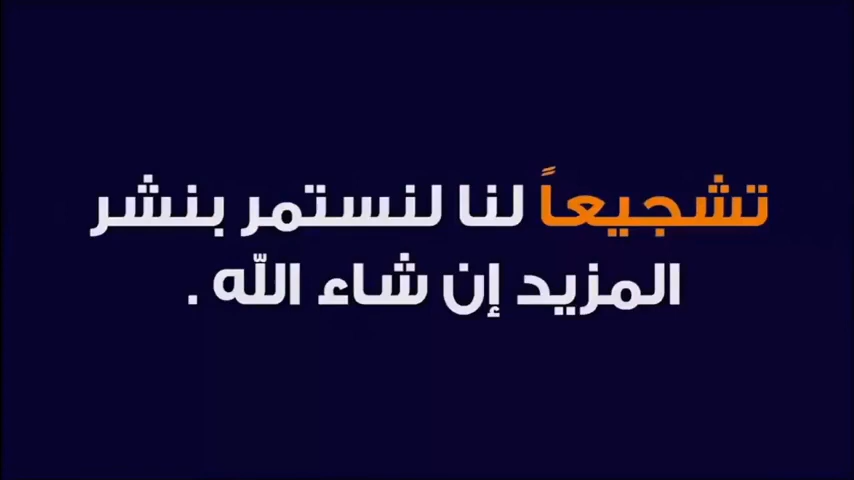 تشجيعاً لنا لنستمر بنشر
المزيد إن شاء الله .